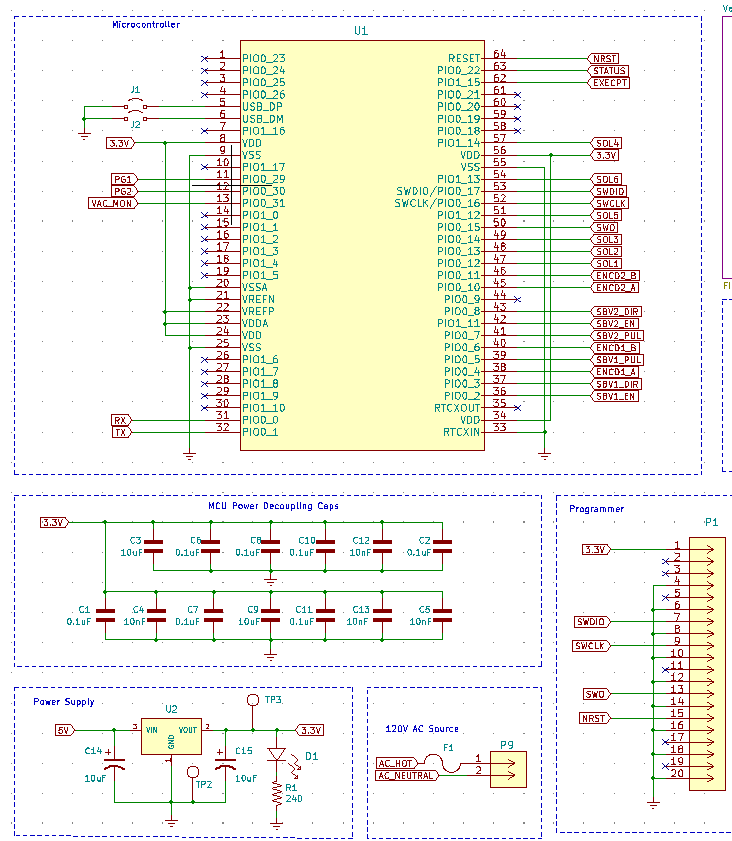 Ve
Microcontroller
U1
1 PIO0_23
2 PIO0_24
3 PIO0_25
4 PIO0_26
J1
5 USB_DP
6 USB_DM
J2
7 PIO1_16
3.3V 8 VDD
9 VSS
10 PIO1_17
PG1 11 PIO0_29
PG2 12 PIO0_30
VAC_MON 13 PIO0_31
14 PIO1_0
15 PIO1_1
16 PIO1_2
17 PIO1_3
18 PIO1_4
19 PIO1_5
20 VSSA
21 VREFN
22 VREFP
23 VDDA
24 VDD
25 VSS
26 PIO1_6
27 PIO1_7
28 PIO1_8
29 PIO1_9
30 PIO1_10
RX 31 PIO0_0
TX 32 PIO0_1
RESET 64 NRST
PIO0_22 63 STATUS
PIO1_15 62 EXECPT
PIO0_21 61
PIO0_20 60
PIO0_19 59
PIO0_18 58
PIO1_14 57 SOL4
VDD 56 3.3V
VSS 55
PIO1_13 54 SOL6
SWDIO/PIO0_17 53 SWDIO
SWCLK/PIO0_16 52 SWCLK
PIO1_12 51 SOL5
PIO0_15 50 SWO
PIO0_14 49 SOL3
PIO0_13 48 SOL2
PIO0_12 47 SOL1
PIO0_11 46 ENCD2_B
PIO0_10 45 ENCD2_A
PIO0_9 44
PIO0_8 43 SBV2_DIR
PIO1_11 42 SBV2_EN
PIO0_7 41 SBV2_PUL
PIO0_6 40 ENCD1_B
PIO0_5 39 SBV1_PUL
PIO0_4 38 ENCD1_A
PIO0_3 37 SBV1_DIR
PIO0_2 36 SBV1_EN
RTCXOUT 35
VDD 34
RTCXIN 33
FI
MCU Power Decoupling Caps
3.3V
C3 C6 C8 C10 C12 C2
10uF 0.1uF 0.1uF 0.1uF 10nF 0.1uF
C1 C4 C7 C9 C11 C13 C5
0.1uF 10nF 0.1uF 10uF 0.1uF 10nF 10nF
Programmer
P1
3.3V 1
2
3
4
5
6
SWDIO 7
8
SWCLK 9
10
11
12
SWO 13
14
NRST 15
16
17
18
19
20
Power Supply
U2
TP3
5V 3 VIN VOUT 2 3.3V
GND
1
C14 +
10uF
TP2
+ C15
10uF
D1
R1
240
120V AC Source
P9
F1
AC_HOT 1
AC_NEUTRAL 2